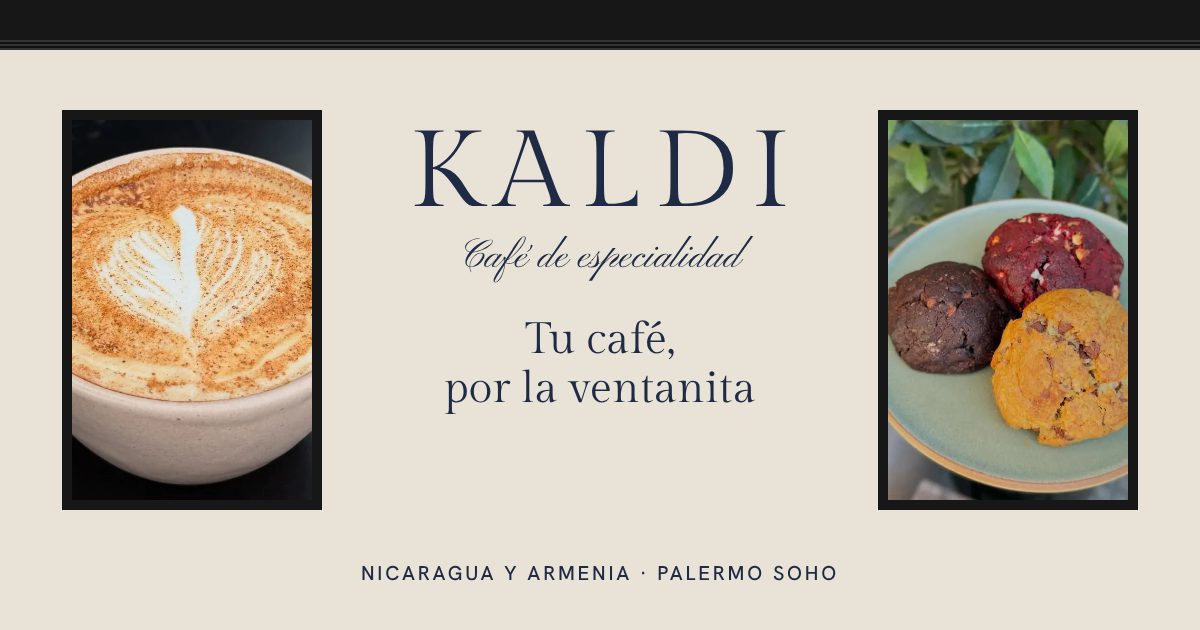 KALDI
Café de especialidad
Tu café,
por la ventanita
NICARAGUA Y ARMENIA · PALERMO SOHO